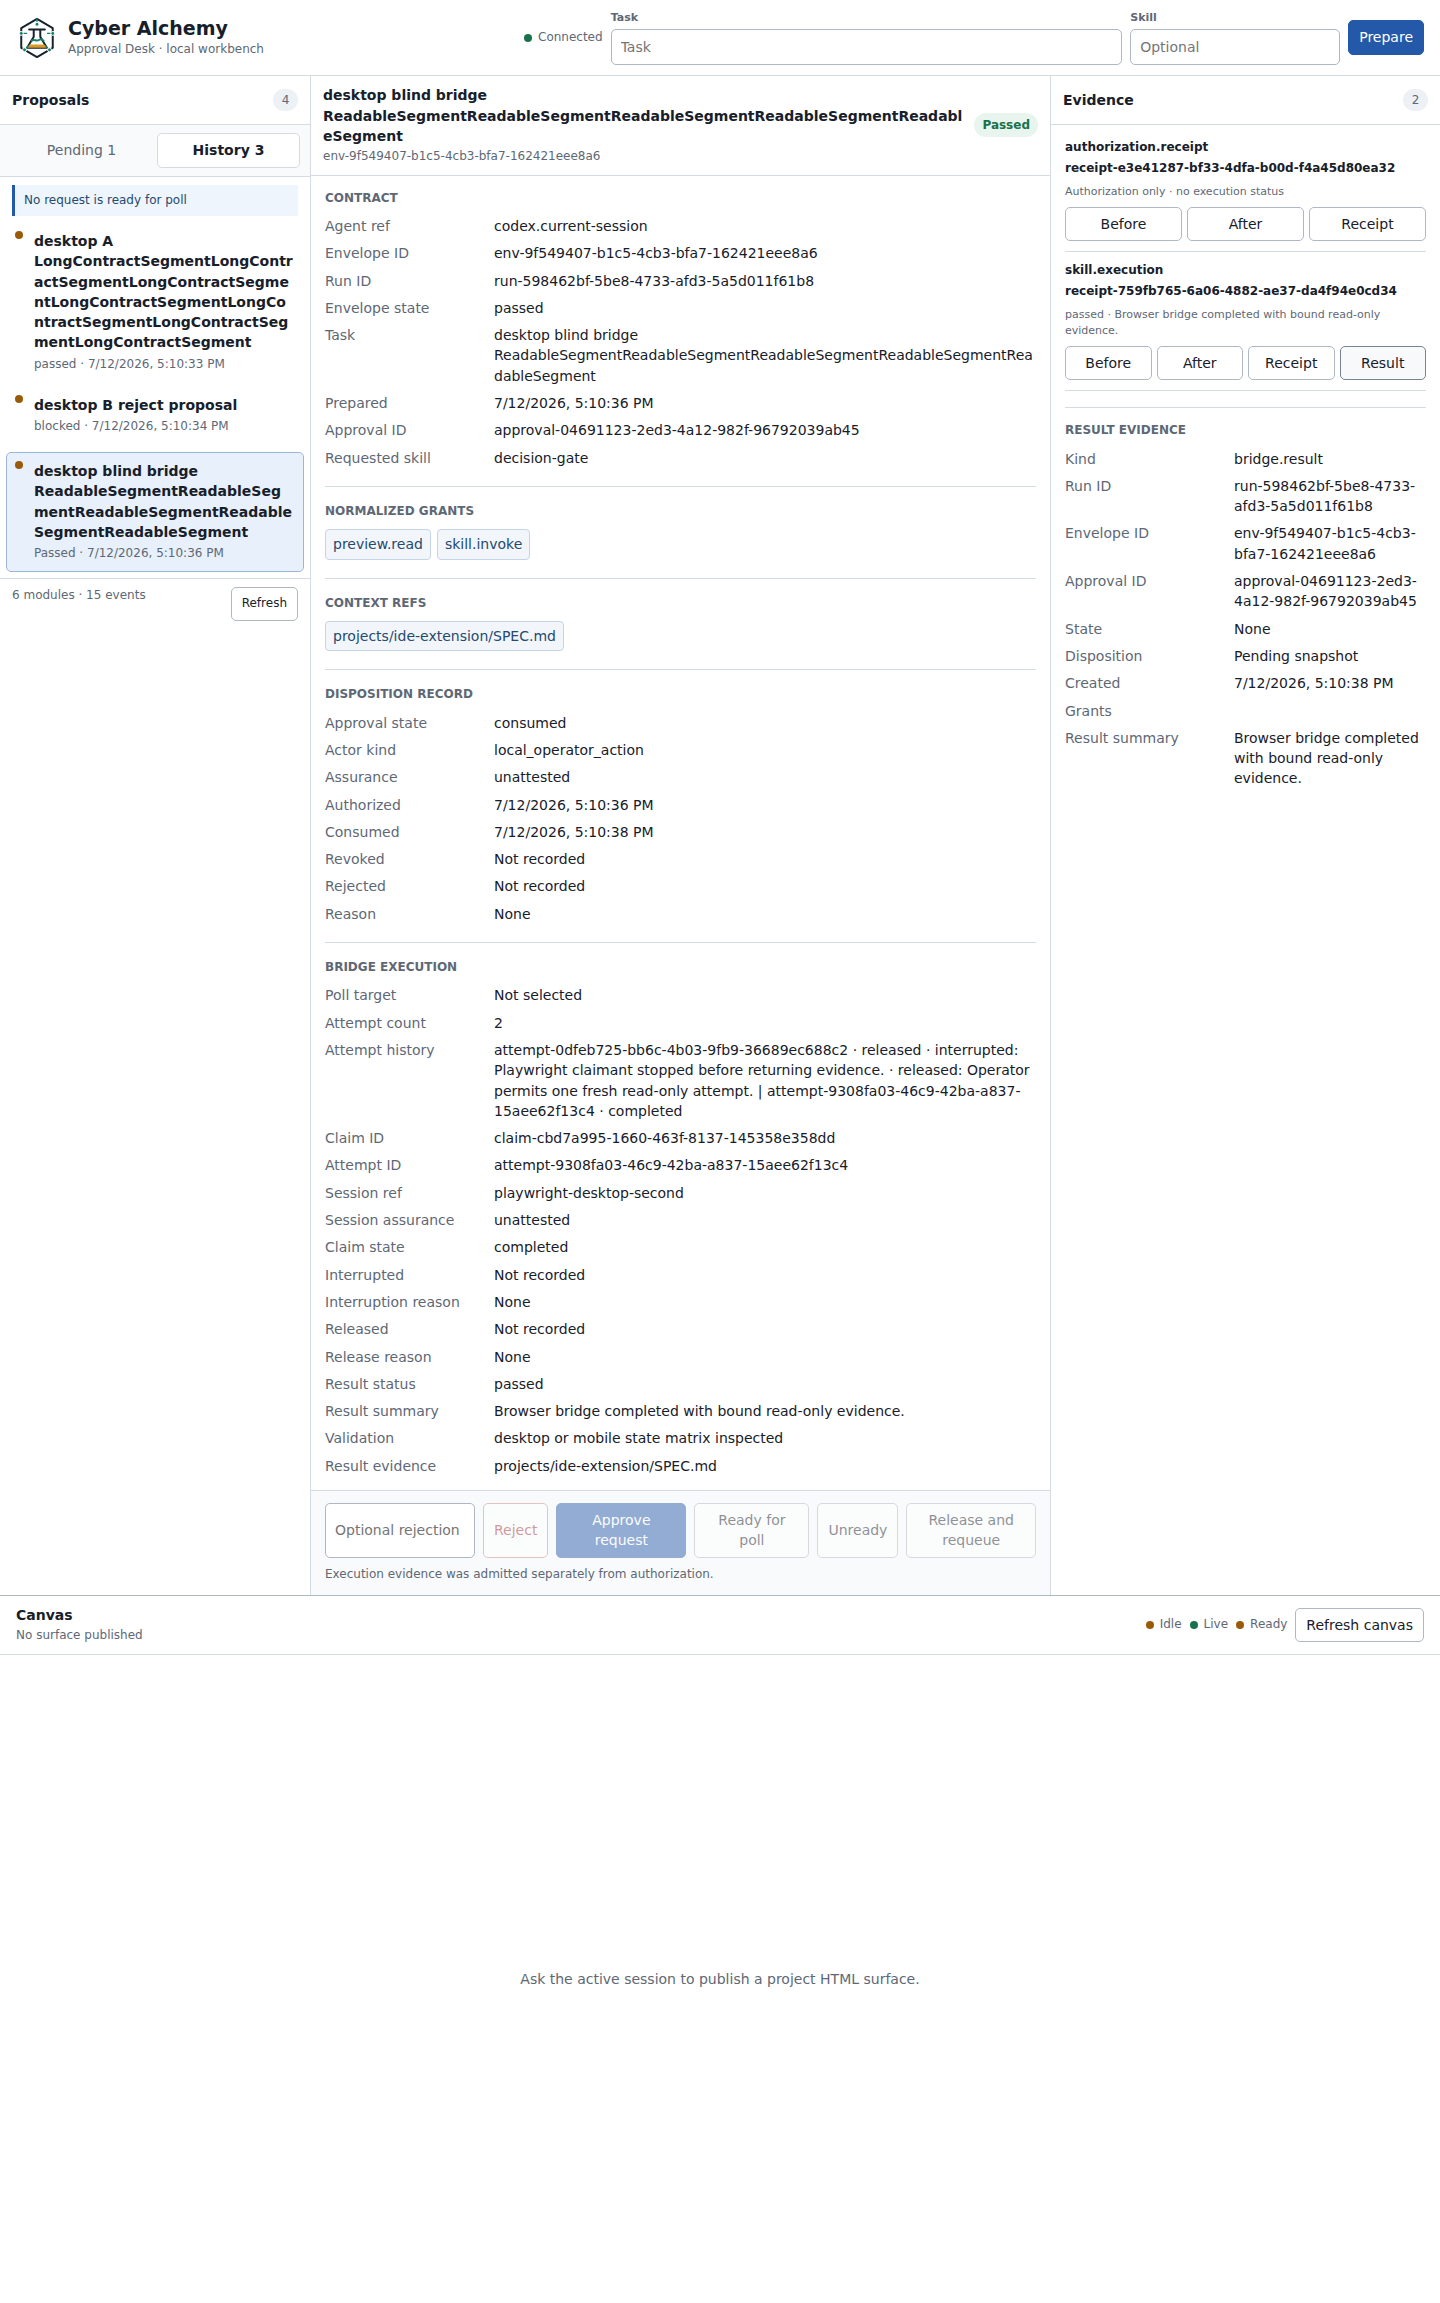 Cyber Alchemy
Approval Desk · local workbench
Connected
Task
Task
Skill
Optional
Prepare
Proposals
4
Pending 1
History 3
No request is ready for poll
desktop A
LongContractSegmentLongContr
actSegmentLongContractSegme
ntLongContractSegmentLongCo
ntractSegmentLongContractSeg
mentLongContractSegment
passed · 7/12/2026, 5:10:33 PM
desktop B reject proposal
blocked · 7/12/2026, 5:10:34 PM
desktop blind bridge
ReadableSegmentReadableSeg
mentReadableSegmentReadable
SegmentReadableSegment
Passed · 7/12/2026, 5:10:36 PM
6 modules · 15 events
Refresh
desktop blind bridge
ReadableSegmentReadableSegmentReadableSegmentReadableSegmentReadabl
eSegment
env-9f549407-b1c5-4cb3-bfa7-162421eee8a6
Passed
CONTRACT
Agent ref codex.current-session
Envelope ID env-9f549407-b1c5-4cb3-bfa7-162421eee8a6
Run ID run-598462bf-5be8-4733-afd3-5a5d011f61b8
Envelope state passed
Task desktop blind bridge
ReadableSegmentReadableSegmentReadableSegmentReadableSegmentRea
dableSegment
Prepared 7/12/2026, 5:10:36 PM
Approval ID approval-04691123-2ed3-4a12-982f-96792039ab45
Requested skill decision-gate
NORMALIZED GRANTS
preview.read skill.invoke
CONTEXT REFS
projects/ide-extension/SPEC.md
DISPOSITION RECORD
Approval state consumed
Actor kind local_operator_action
Assurance unattested
Authorized 7/12/2026, 5:10:36 PM
Consumed 7/12/2026, 5:10:38 PM
Revoked Not recorded
Rejected Not recorded
Reason None
BRIDGE EXECUTION
Poll target Not selected
Attempt count 2
Attempt history attempt-0dfeb725-bb6c-4b03-9fb9-36689ec688c2 · released · interrupted:
Playwright claimant stopped before returning evidence. · released: Operator
permits one fresh read-only attempt. | attempt-9308fa03-46c9-42ba-a837-
15aee62f13c4 · completed
Claim ID claim-cbd7a995-1660-463f-8137-145358e358dd
Attempt ID attempt-9308fa03-46c9-42ba-a837-15aee62f13c4
Session ref playwright-desktop-second
Session assurance unattested
Claim state completed
Interrupted Not recorded
Interruption reason None
Released Not recorded
Release reason None
Result status passed
Result summary Browser bridge completed with bound read-only evidence.
Validation desktop or mobile state matrix inspected
Result evidence projects/ide-extension/SPEC.md
Optional rejection
Reject
Approve
request
Ready for
poll
Unready
Release and
requeue
Execution evidence was admitted separately from authorization.
Evidence
2
authorization.receipt
receipt-e3e41287-bf33-4dfa-b00d-f4a45d80ea32
Authorization only · no execution status
Before After Receipt
skill.execution
receipt-759fb765-6a06-4882-ae37-da4f94e0cd34
passed · Browser bridge completed with bound read-only
evidence.
Before After Receipt Result
RESULT EVIDENCE
Kind bridge.result
Run ID run-598462bf-5be8-4733-
afd3-5a5d011f61b8
Envelope ID env-9f549407-b1c5-4cb3-
bfa7-162421eee8a6
Approval ID approval-04691123-2ed3-
4a12-982f-96792039ab45
State None
Disposition Pending snapshot
Created 7/12/2026, 5:10:38 PM
Grants
Result summary Browser bridge completed
with bound read-only
evidence.
Canvas
No surface published
Idle Live Ready
Refresh canvas
Ask the active session to publish a project HTML surface.